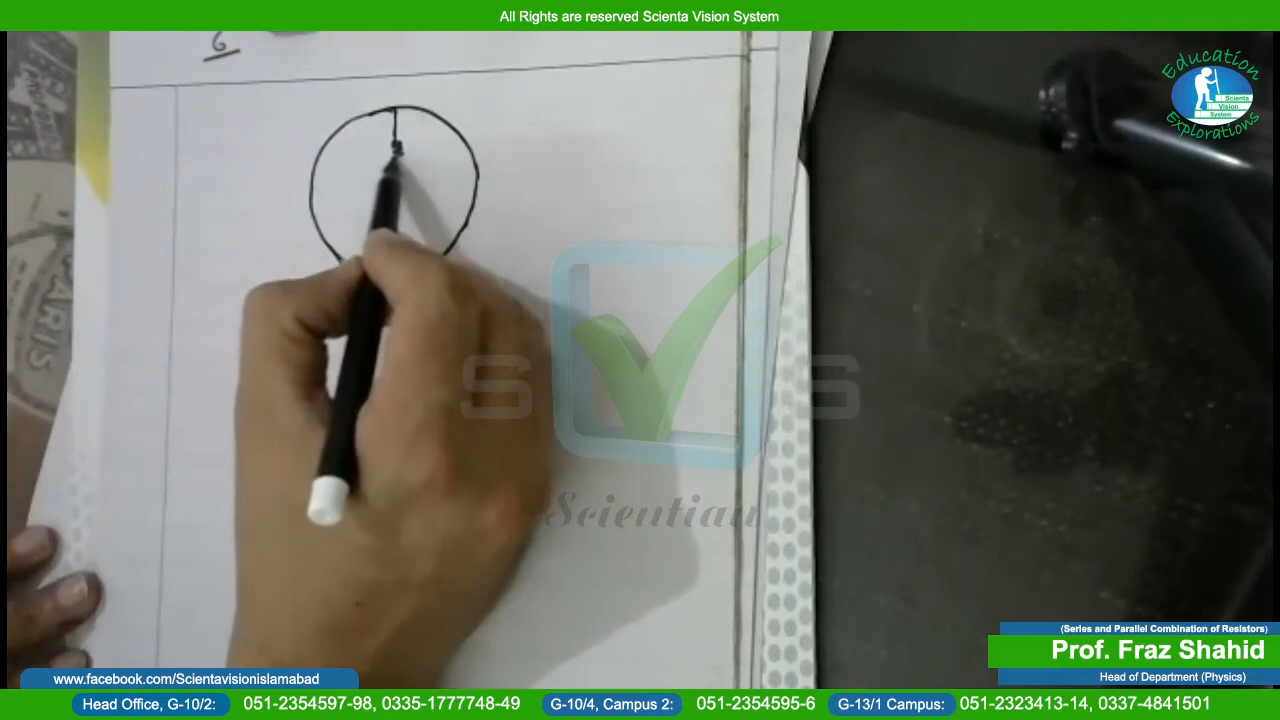 All Rights are reserved Scienta Vision System
6
Education
Scienta
Vision
System
Explorations
PARIS
S S
Scientian
(Series and Parallel Combination of Resistors)
Prof. Fraz Shahid
Head of Department (Physics)
www.facebook.com/Scientavisionislamabad
Head Office, G-10/2: 051-2354597-98, 0335-1777748-49 G-10/4, Campus 2: 051-2354595-6 G-13/1 Campus: 051-2323413-14, 0337-4841501